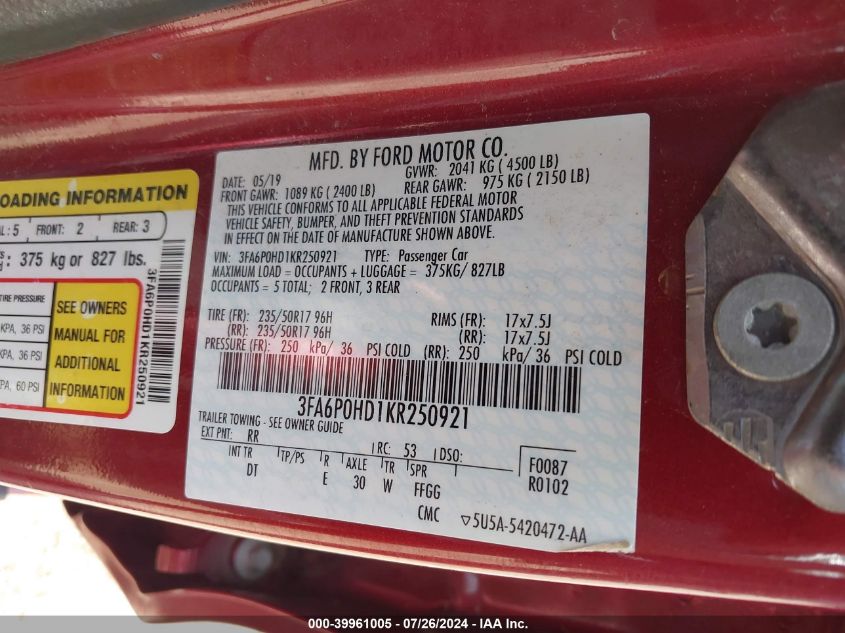 OADING INFORMATION
AL: 5 FRONT: 2 REAR: 3
: 375 kg or 827 lbs.
TIRE PRESSURE
KPA, 36 PSI
KPA, 36 PSI
PA, 60 PSI
SEE OWNERS
MANUAL FOR
ADDITIONAL
INFORMATION
3FA6P0HD1KR250921
MFD. BY FORD MOTOR CO.
DATE: 05/19 GVWR: 2041 KG ( 4500 LB)
FRONT GAWR: 1089 KG ( 2400 LB) REAR GAWR: 975 KG ( 2150 LB)
THIS VEHICLE CONFORMS TO ALL APPLICABLE FEDERAL MOTOR
VEHICLE SAFETY, BUMPER, AND THEFT PREVENTION STANDARDS
IN EFFECT ON THE DATE OF MANUFACTURE SHOWN ABOVE.
VIN: 3FA6P0HD1KR250921 TYPE: Passenger Car
MAXIMUM LOAD = OCCUPANTS + LUGGAGE = 375KG/ 827LB
OCCUPANTS = 5 TOTAL; 2 FRONT, 3 REAR
TIRE (FR): 235/50R17 96H RIMS (FR): 17x7.5J
(RR): 235/50R17 96H (RR): 17x7.5J
PRESSURE (FR): 250 kPa/ 36 PSI COLD (RR): 250 kPa/ 36 PSI COLD
3FA6P0HD1KR250921
TRAILER TOWING - SEE OWNER GUIDE
EXT PNT: RR RC: 53 DSO:
INT TR TP/PS R AXLE TR SPR
DT E 30 W FFGG
F0087
R0102
CMC ▽5U5A-5420472-AA
000-39961005 - 07/26/2024 - IAA Inc.